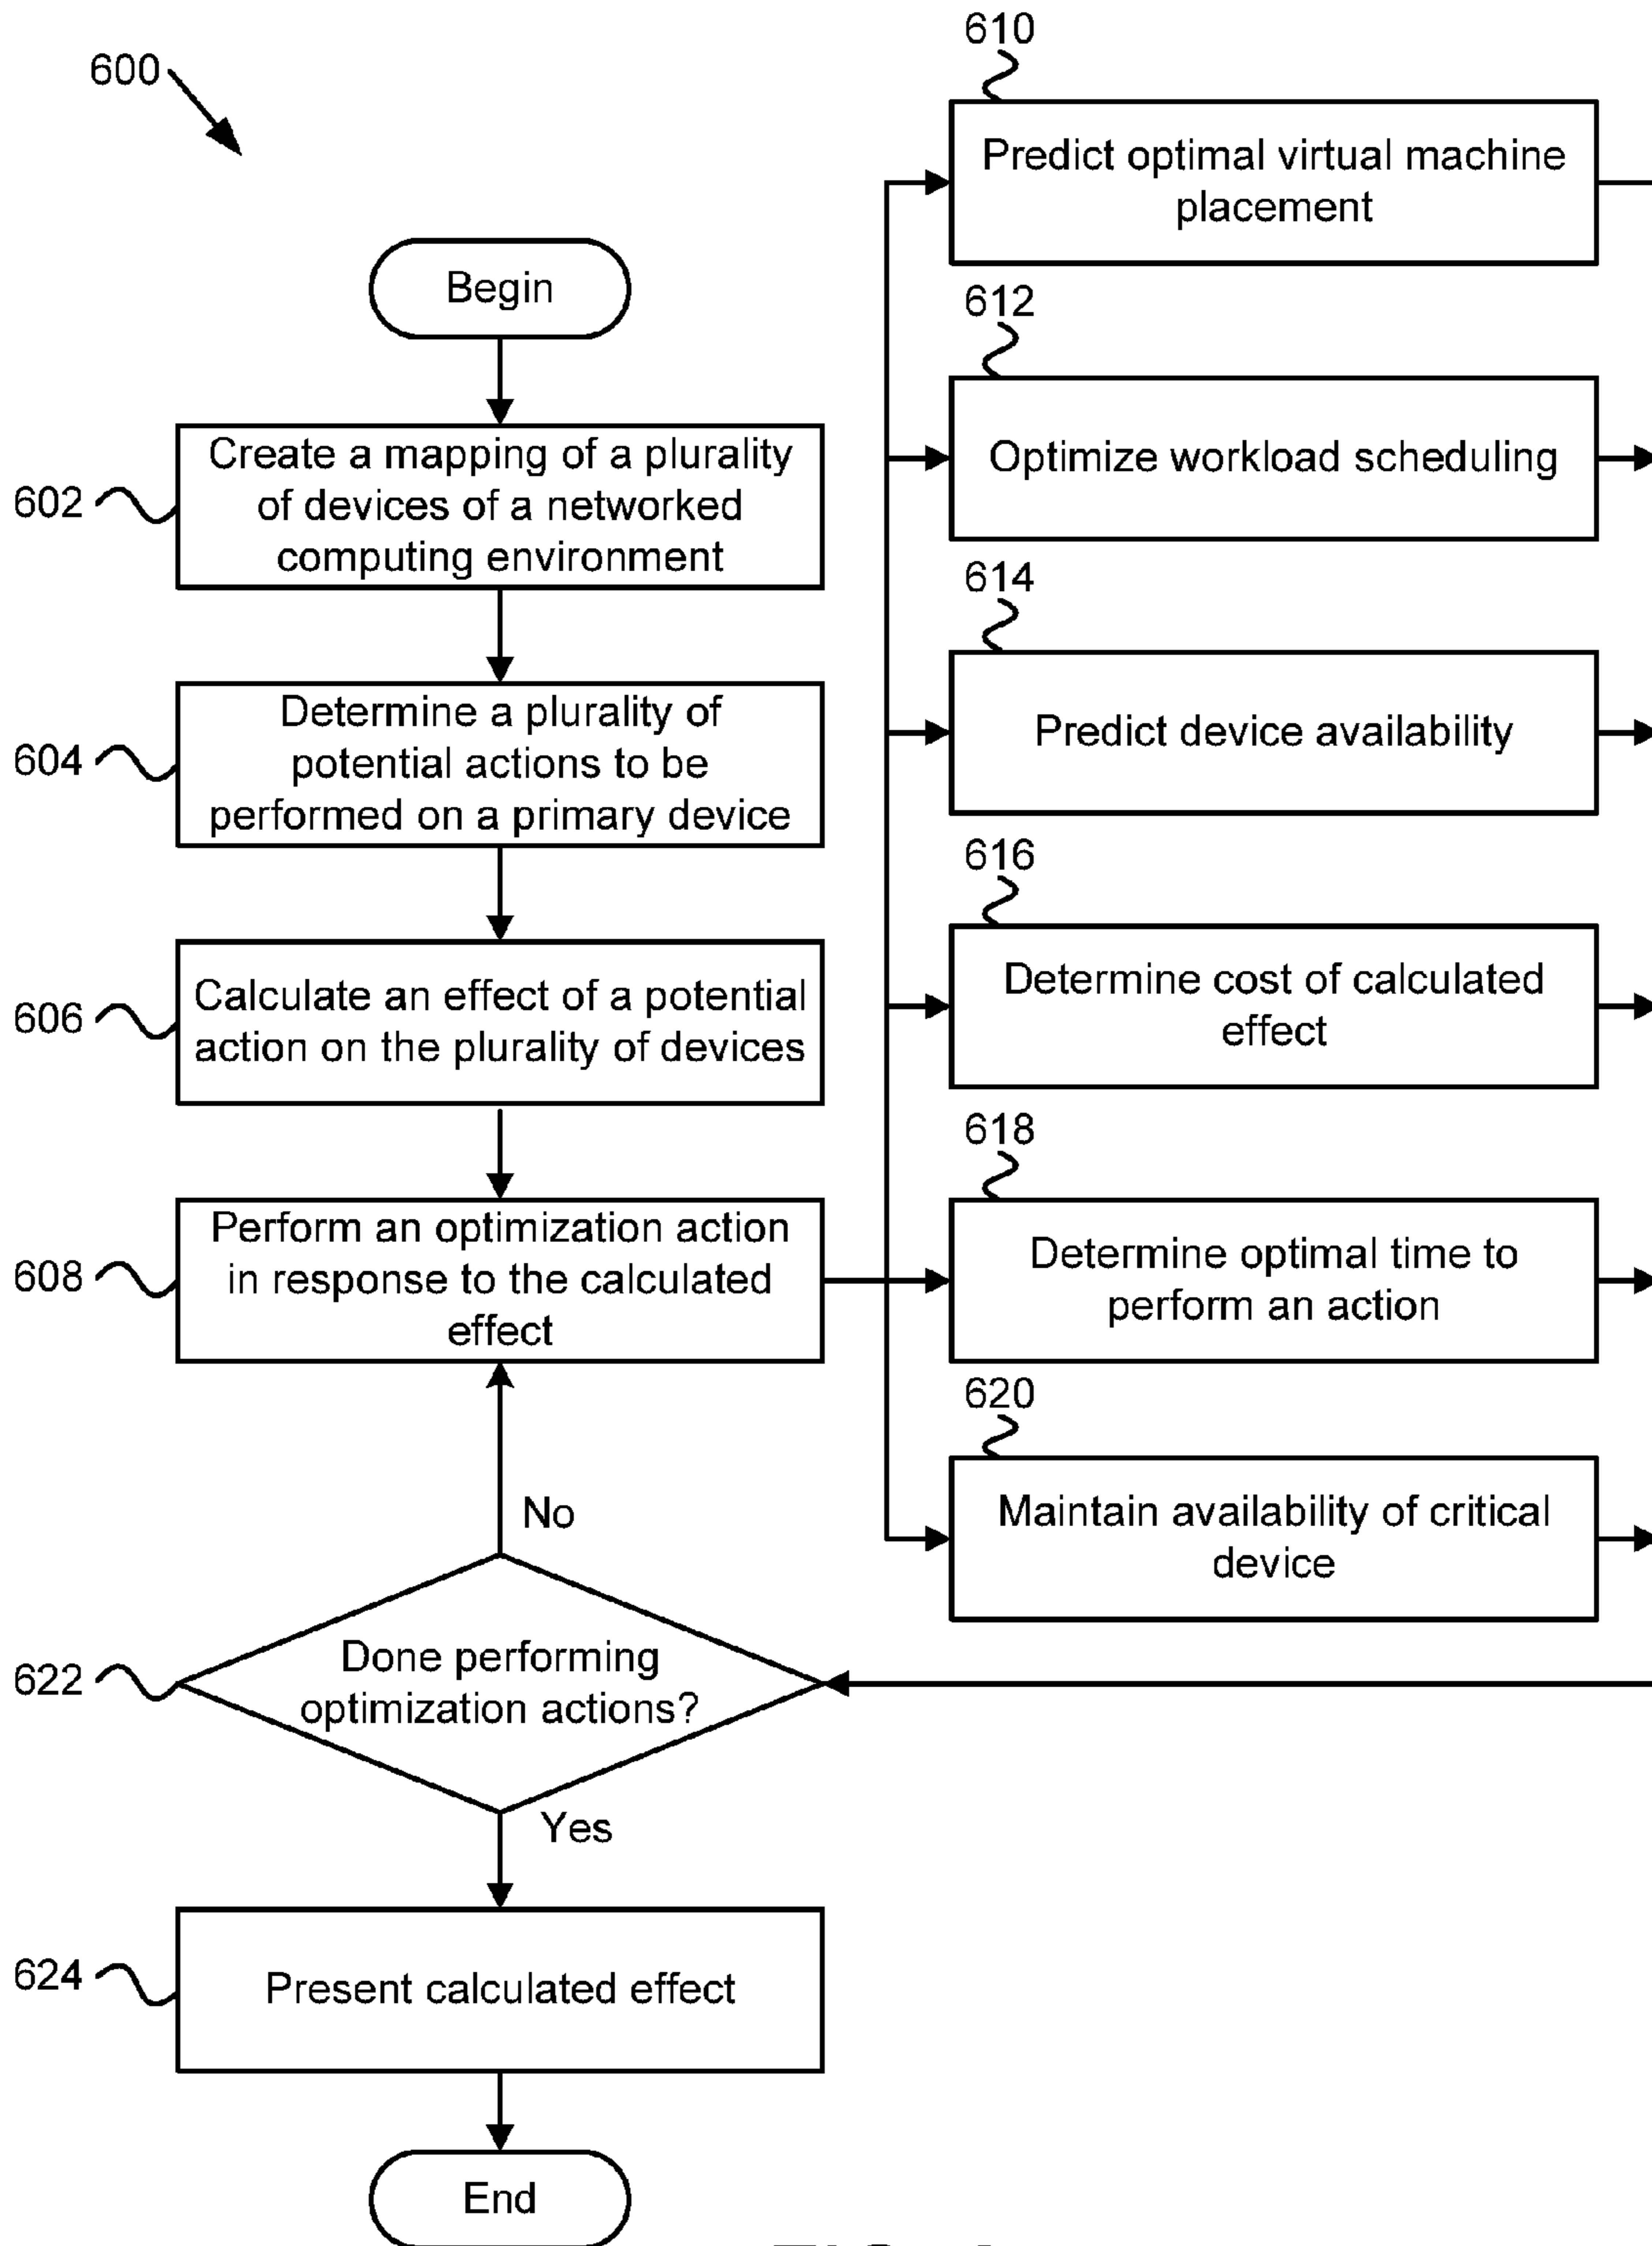 600
Begin
602
Create a mapping of a plurality
of devices of a networked
computing environment
604
Determine a plurality of
potential actions to be
performed on a primary device
606
Calculate an effect of a potential
action on the plurality of devices
608
Perform an optimization action
in response to the calculated
effect
610
Predict optimal virtual machine
placement
612
Optimize workload scheduling
614
Predict device availability
616
Determine cost of calculated
effect
618
Determine optimal time to
perform an action
620
Maintain availability of critical
device
No
622
Done performing
optimization actions?
Yes
624
Present calculated effect
End